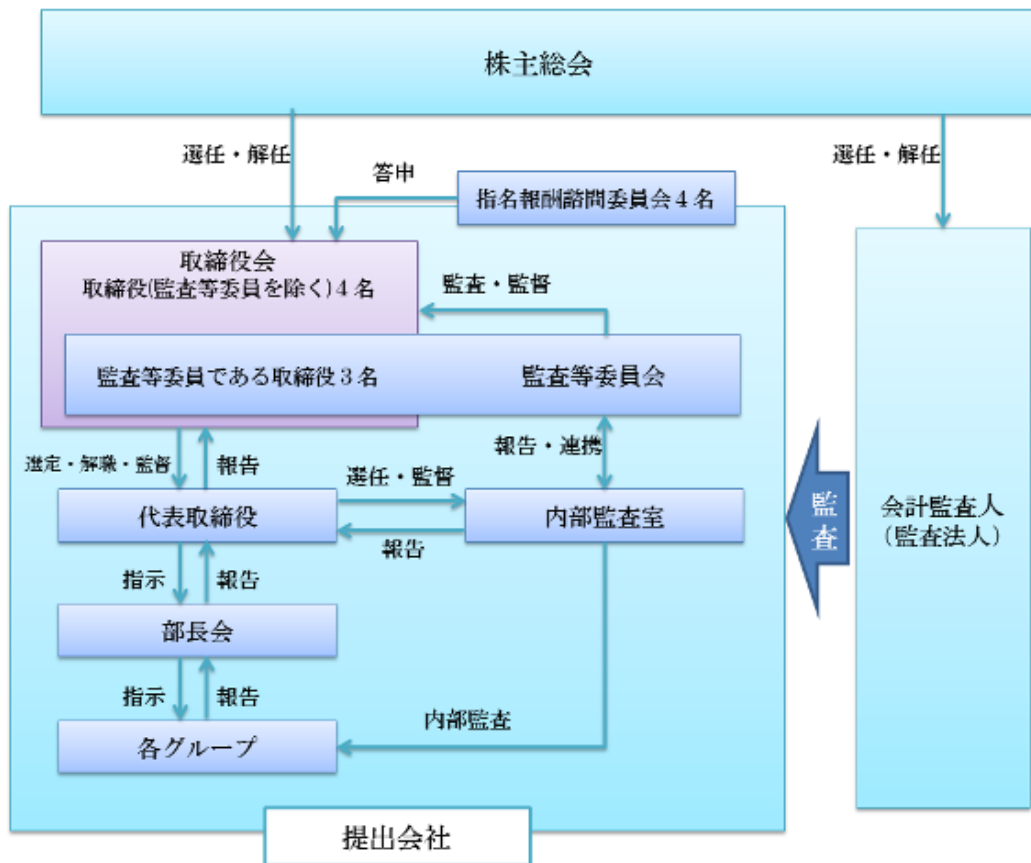 株主総会
選任・解任
選任・解任
答申
指名報酬諮問委員会４名
取締役会
取締役(監査等委員を除く)４名
監査・監督
監査等委員である取締役３名
監査等委員会
報告・連携
選定・解職・監督
報告
選任・監督
代表取締役
内部監査室
報告
監査
会計監査人
（監査法人）
指示
報告
部長会
指示
報告
内部監査
各グループ
提出会社